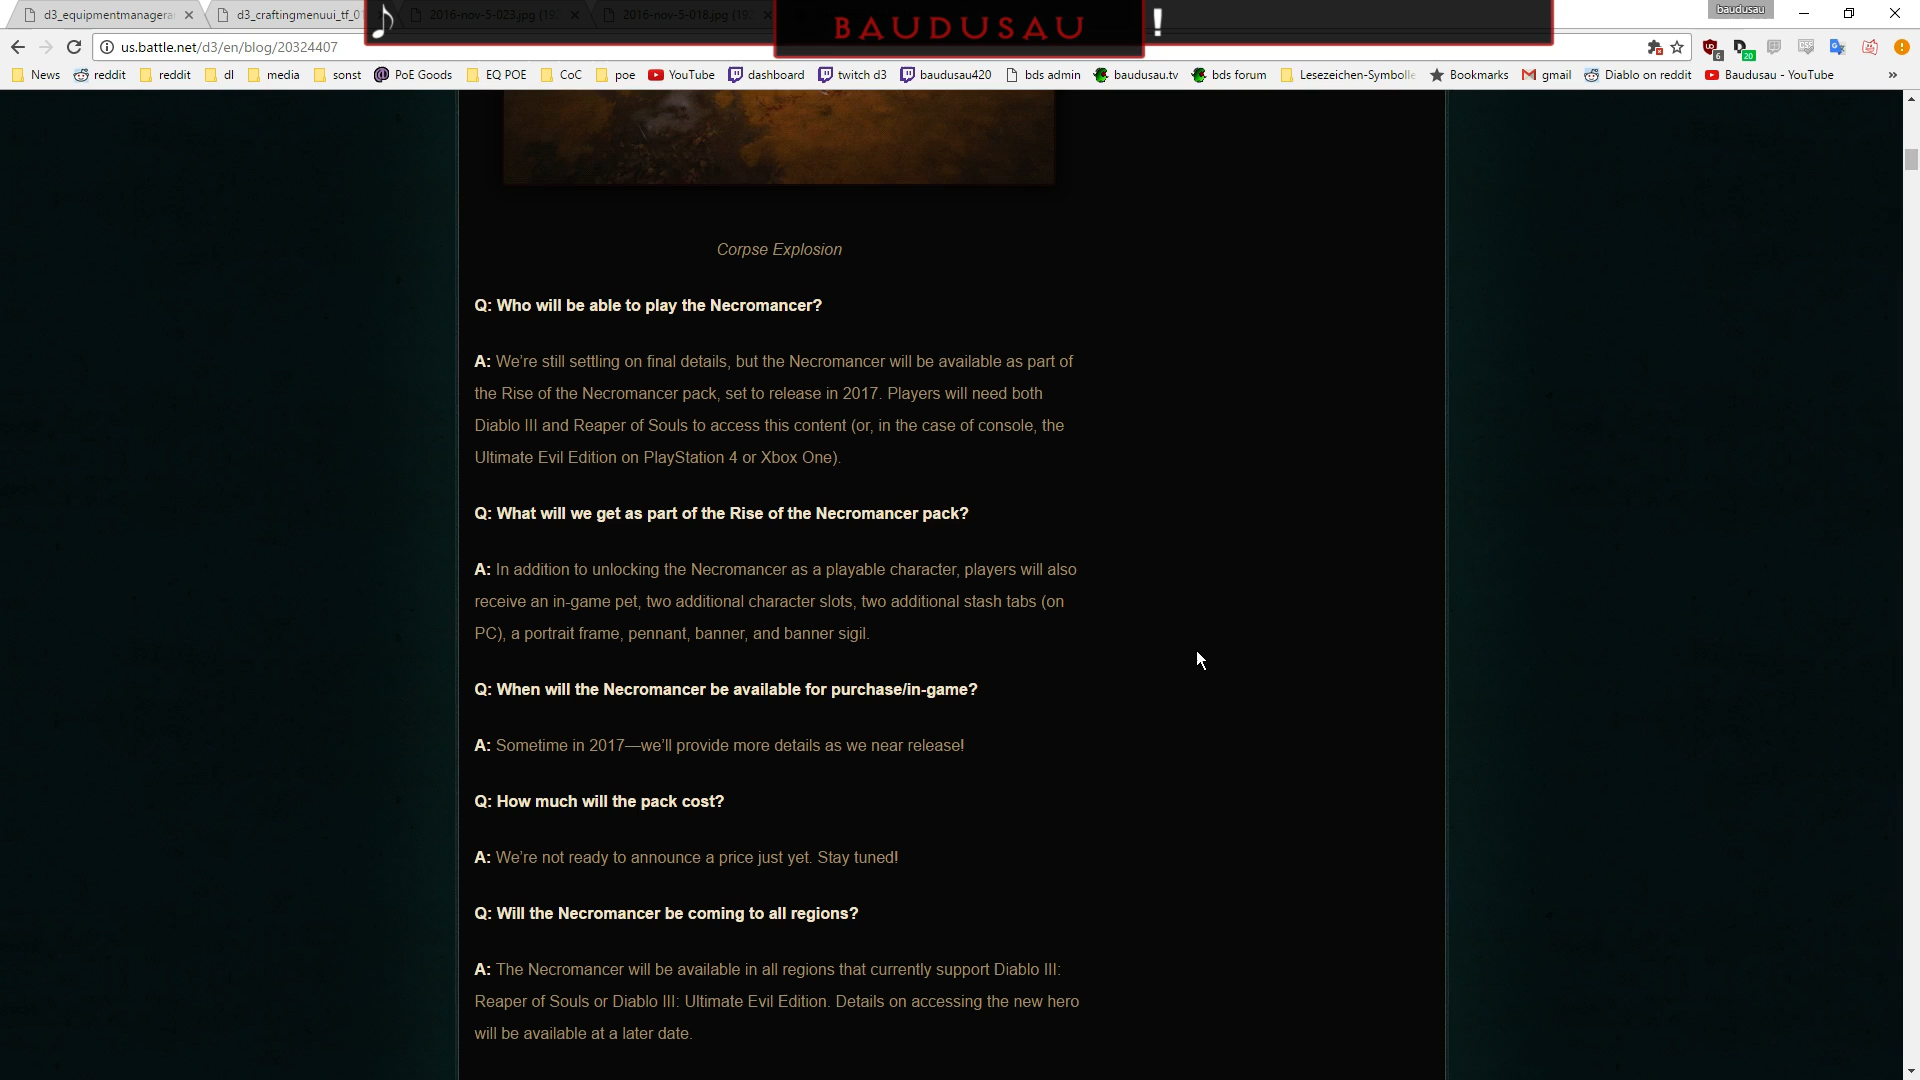 d3_equipmentmanagera
d3_craftingmenuui_tf_01
2016-nov-5-023.jpg (192
2016-nov-5-018.jpg (192
BAUDUSAU
!
baudusau
us.battle.net/d3/en/blog/20324407
6
20
News
reddit
reddit
dl
media
sonst
PoE Goods
EQ POE
CoC
poe
YouTube
dashboard
twitch d3
baudusau420
bds admin
baudusau.tv
bds forum
Lesezeichen-Symbolle
Bookmarks
gmail
Diablo on reddit
Baudusau - YouTube
»
Corpse Explosion
Q: Who will be able to play the Necromancer?
A: We’re still settling on final details, but the Necromancer will be available as part of
the Rise of the Necromancer pack, set to release in 2017. Players will need both
Diablo III and Reaper of Souls to access this content (or, in the case of console, the
Ultimate Evil Edition on PlayStation 4 or Xbox One).
Q: What will we get as part of the Rise of the Necromancer pack?
A: In addition to unlocking the Necromancer as a playable character, players will also
receive an in-game pet, two additional character slots, two additional stash tabs (on
PC), a portrait frame, pennant, banner, and banner sigil.
Q: When will the Necromancer be available for purchase/in-game?
A: Sometime in 2017—we’ll provide more details as we near release!
Q: How much will the pack cost?
A: We’re not ready to announce a price just yet. Stay tuned!
Q: Will the Necromancer be coming to all regions?
A: The Necromancer will be available in all regions that currently support Diablo III:
Reaper of Souls or Diablo III: Ultimate Evil Edition. Details on accessing the new hero
will be available at a later date.